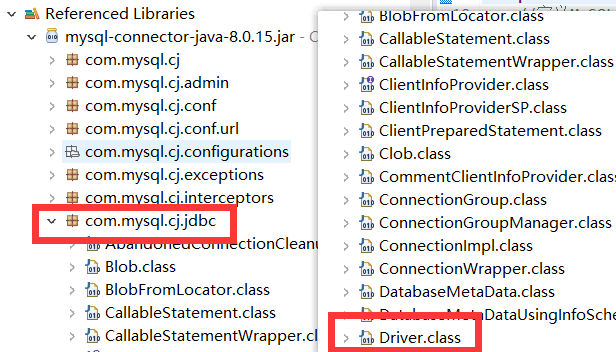 Referenced Libraries
mysql-connector-java-8.0.15.jar
com.mysql.cj
com.mysql.cj.admin
com.mysql.cj.conf
com.mysql.cj.conf.url
com.mysql.cj.configurations
com.mysql.cj.exceptions
com.mysql.cj.interceptors
com.mysql.cj.jdbc
AbandonedConnectionCleanu
Blob.class
BlobFromLocator.class
CallableStatement.class
CallableStatementWrapper.class
BlobFromLocator.class
CallableStatement.class
CallableStatementWrapper.class
ClientInfoProvider.class
ClientInfoProviderSP.class
ClientPreparedStatement.class
Clob.class
CommentClientInfoProvider.class
ConnectionGroup.class
ConnectionGroupManager.class
ConnectionImpl.class
ConnectionWrapper.class
DatabaseMetaData.class
DatabaseMetaDataUsingInfoSche
Driver.class